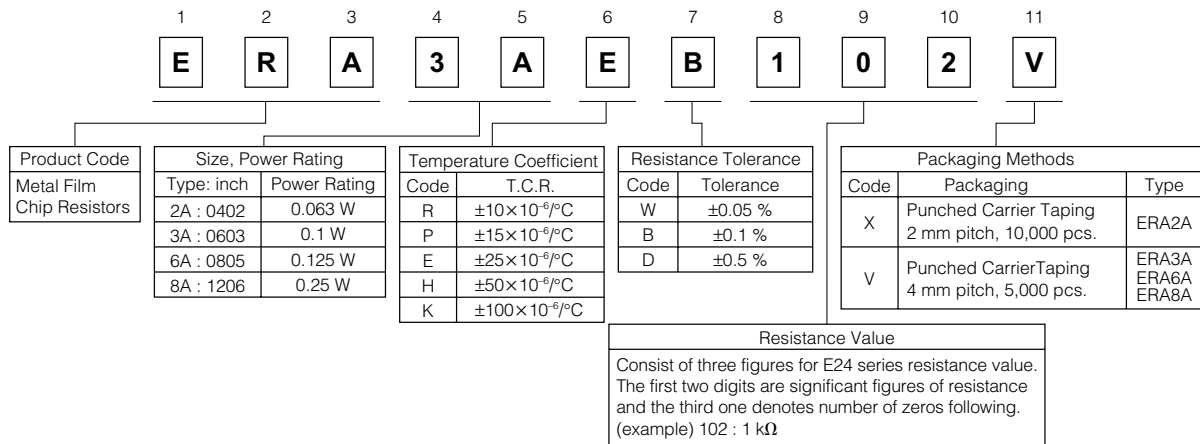 1 2 3 4 5 6 7 8 9 10 11
E R A 3 A E B 1 0 2 V
Product Code
Metal Film
Chip Resistors
Size, Power Rating
Type: inch Power Rating
2A : 0402 0.063 W
3A : 0603 0.1 W
6A : 0805 0.125 W
8A : 1206 0.25 W
Temperature Coefficient
Code T.C.R.
R ±10×10⁻⁶/°C
P ±15×10⁻⁶/°C
E ±25×10⁻⁶/°C
H ±50×10⁻⁶/°C
K ±100×10⁻⁶/°C
Resistance Tolerance
Code Tolerance
W ±0.05 %
B ±0.1 %
D ±0.5 %
Packaging Methods
Code Packaging Type
X Punched Carrier Taping
2 mm pitch, 10,000 pcs. ERA2A
V Punched CarrierTaping
4 mm pitch, 5,000 pcs.
ERA3A
ERA6A
ERA8A
Resistance Value
Consist of three figures for E24 series resistance value.
The first two digits are significant figures of resistance
and the third one denotes number of zeros following.
(example) 102 : 1 kΩ